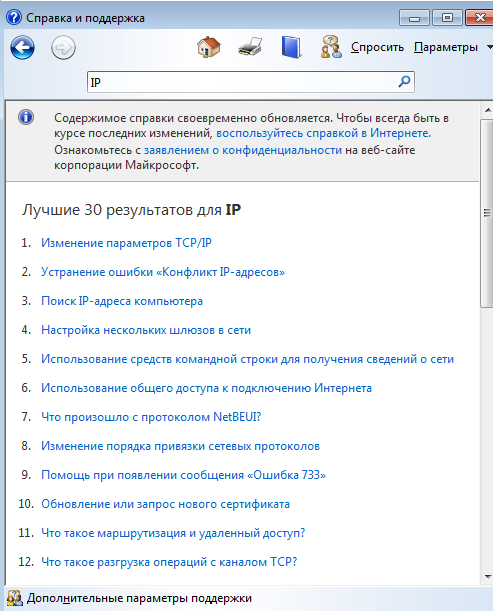 Справка и поддержка
Спросить Параметры
IP
Содержимое справки своевременно обновляется. Чтобы всегда быть в
курсе последних изменений, воспользуйтесь справкой в Интернете.
Ознакомьтесь с заявлением о конфиденциальности на веб-сайте
корпорации Майкрософт.
Лучшие 30 результатов для IP
1. Изменение параметров TCP/IP
2. Устранение ошибки «Конфликт IP-адресов»
3. Поиск IP-адреса компьютера
4. Настройка нескольких шлюзов в сети
5. Использование средств командной строки для получения сведений о сети
6. Использование общего доступа к подключению Интернета
7. Что произошло с протоколом NetBEUI?
8. Изменение порядка привязки сетевых протоколов
9. Помощь при появлении сообщения «Ошибка 733»
10. Обновление или запрос нового сертификата
11. Что такое маршрутизация и удаленный доступ?
12. Что такое разгрузка операций с каналом TCP?
Дополнительные параметры поддержки